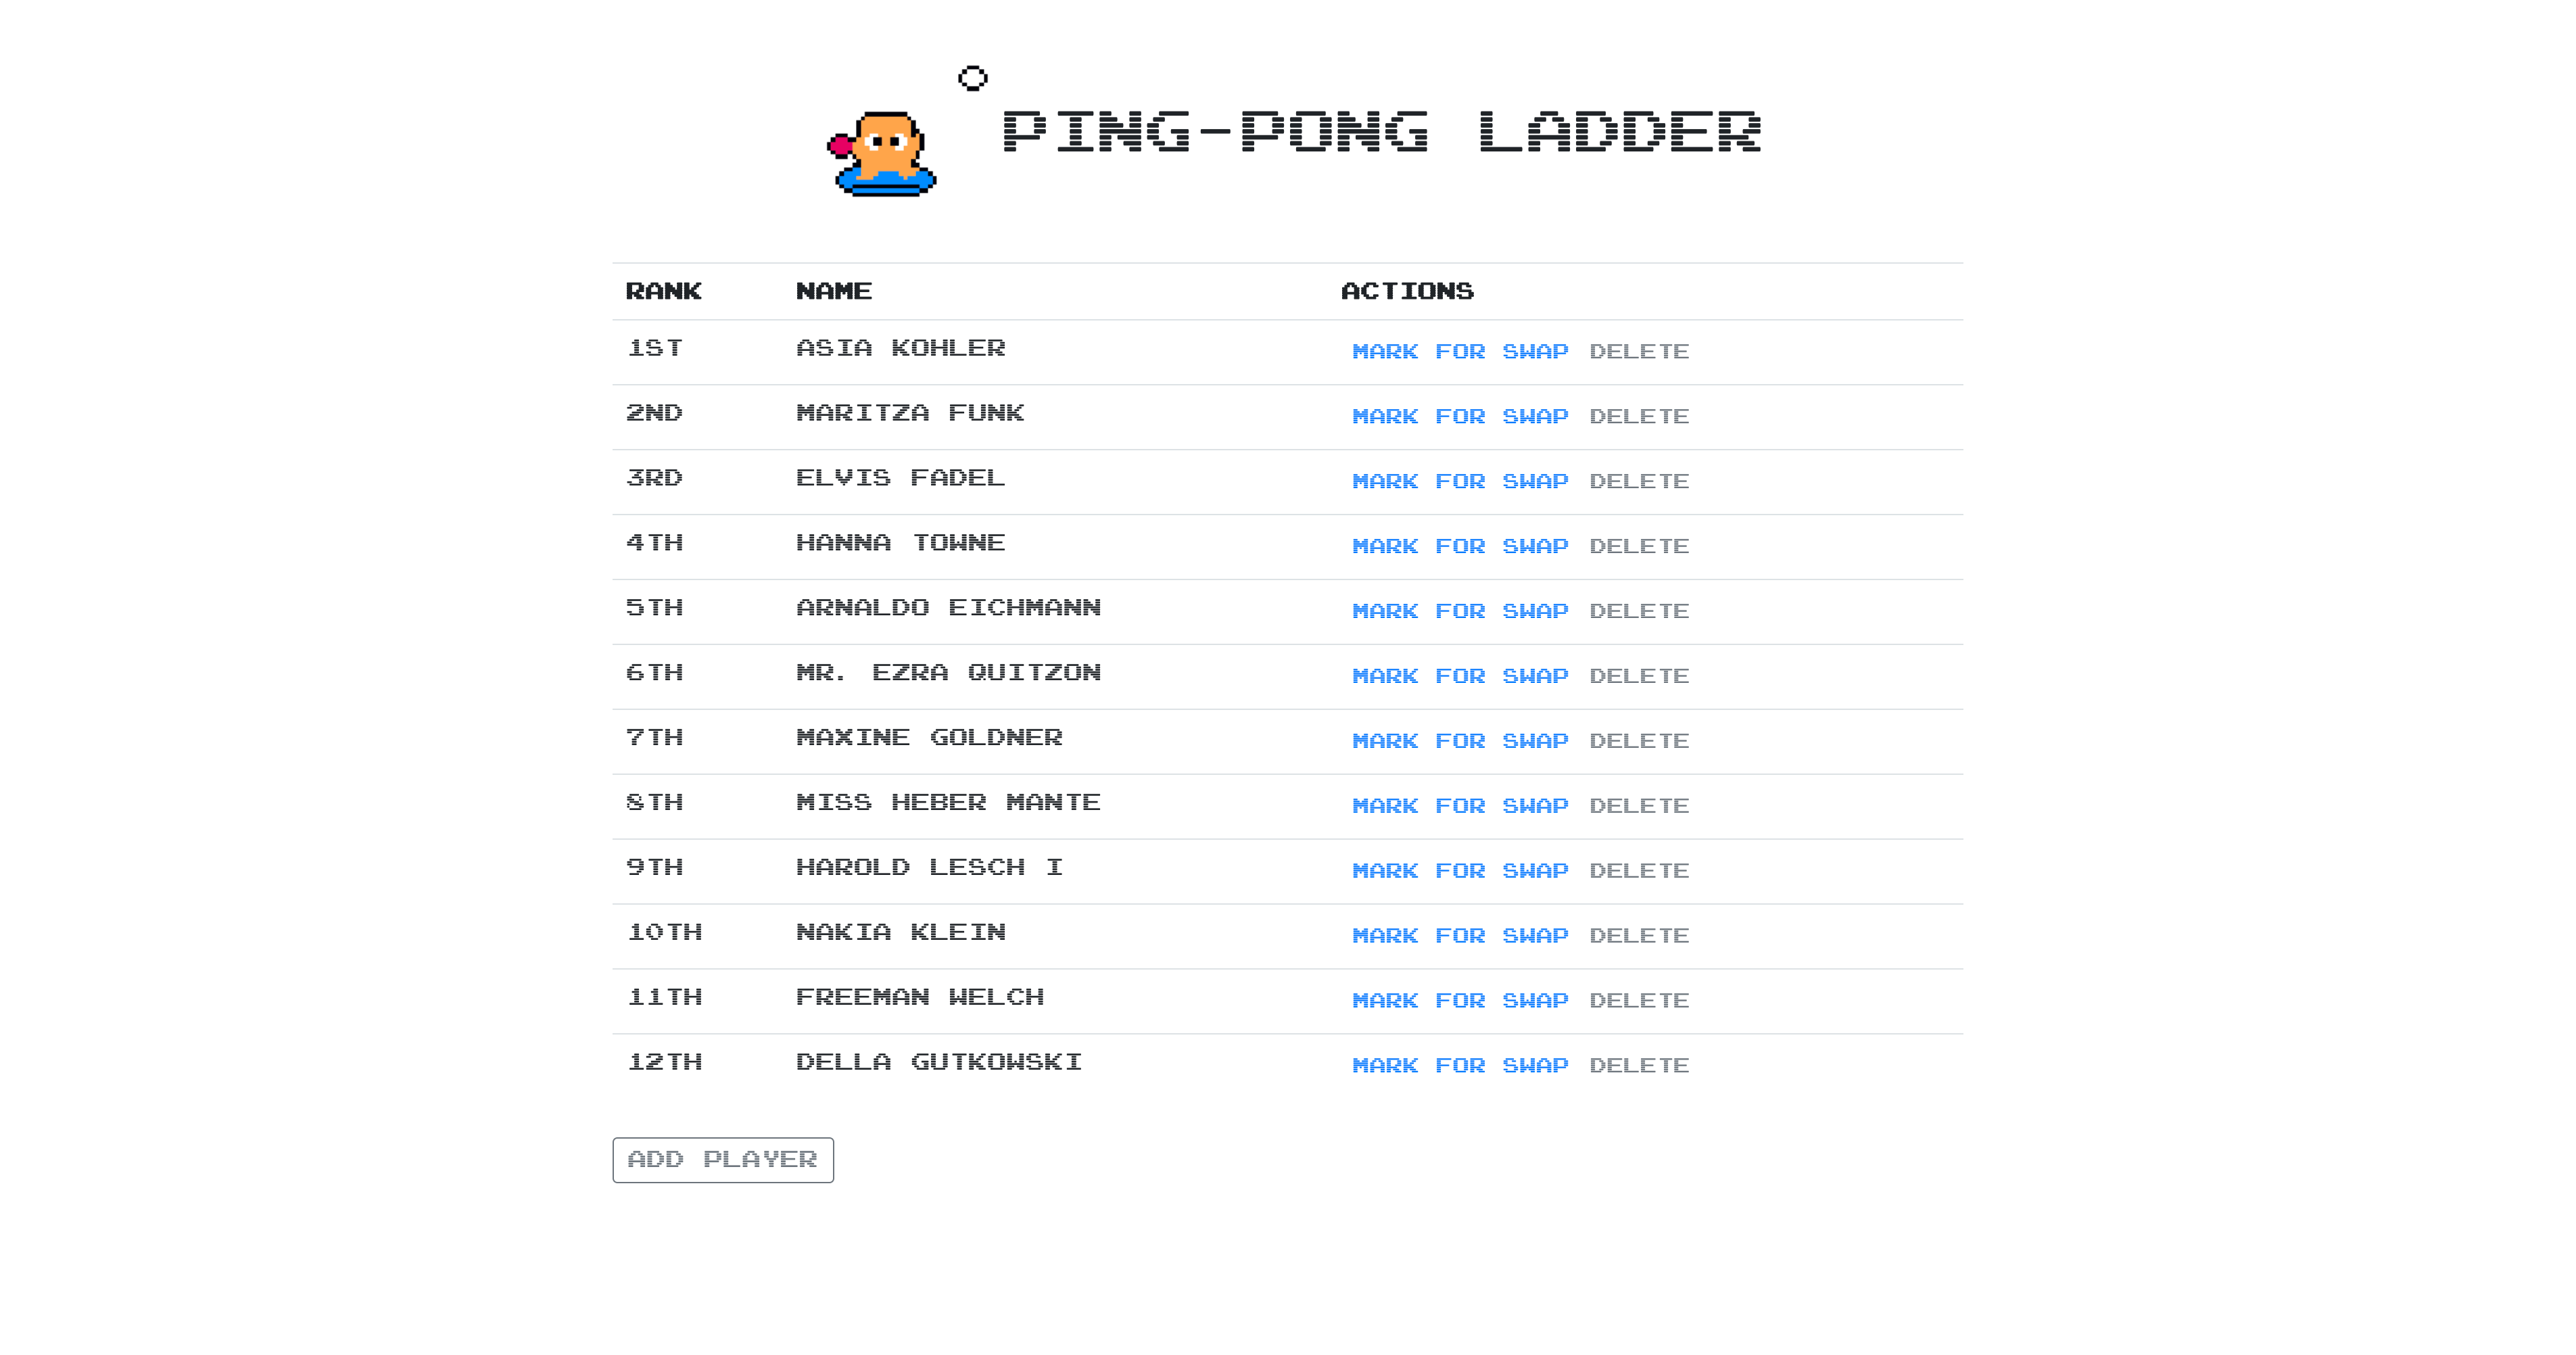 PING-PONG LADDER
RANK NAME ACTIONS
1ST ASIA KOHLER MARK FOR SWAP DELETE
2ND MARITZA FUNK MARK FOR SWAP DELETE
3RD ELVIS FADEL MARK FOR SWAP DELETE
4TH HANNA TOWNE MARK FOR SWAP DELETE
5TH ARNALDO EICHMANN MARK FOR SWAP DELETE
6TH MR. EZRA QUITZON MARK FOR SWAP DELETE
7TH MAXINE GOLDNER MARK FOR SWAP DELETE
8TH MISS HEBER MANTE MARK FOR SWAP DELETE
9TH HAROLD LESCH I MARK FOR SWAP DELETE
10TH NAKIA KLEIN MARK FOR SWAP DELETE
11TH FREEMAN WELCH MARK FOR SWAP DELETE
12TH DELLA GUTKOWSKI MARK FOR SWAP DELETE
ADD PLAYER